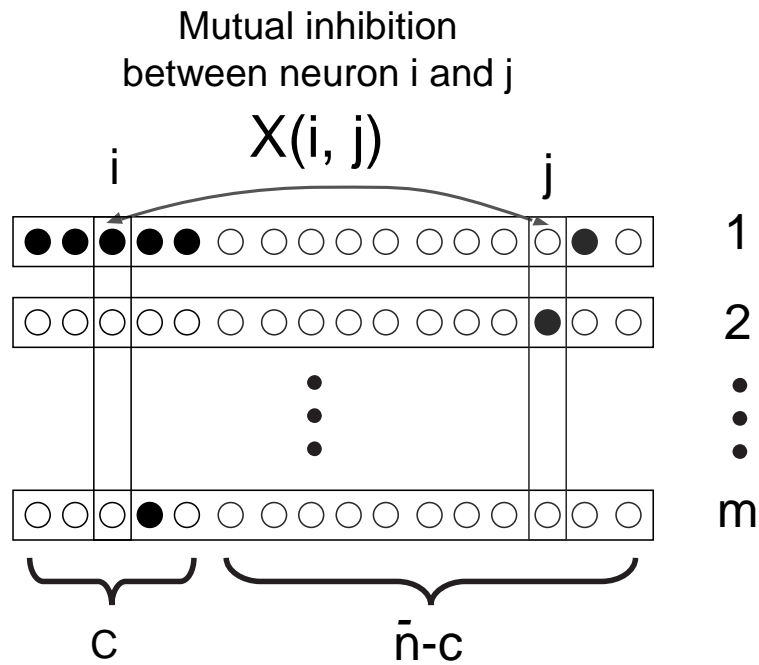 Mutual inhibition
between neuron i and j
X(i, j)
i
j
1
2
m
c
n̄-c